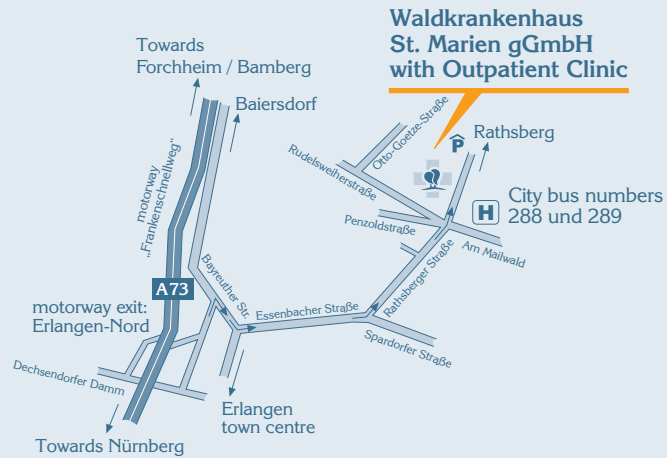 Waldkrankenhaus
St. Marien gGmbH
with Outpatient Clinic
Towards
Forchheim / Bamberg
Baiersdorf
Otto-Goetze-Straße
P
Rathsberg
Rudelsweiherstraße
motorway
„Frankenschnellweg“
H
City bus numbers
288 und 289
Penzoldstraße
Am Mailwald
Bayreuther Str.
Rathsberger Straße
A73
motorway exit:
Erlangen-Nord
Essenbacher Straße
Spardorfer Straße
Dechsendorfer Damm
Erlangen
town centre
Towards Nürnberg